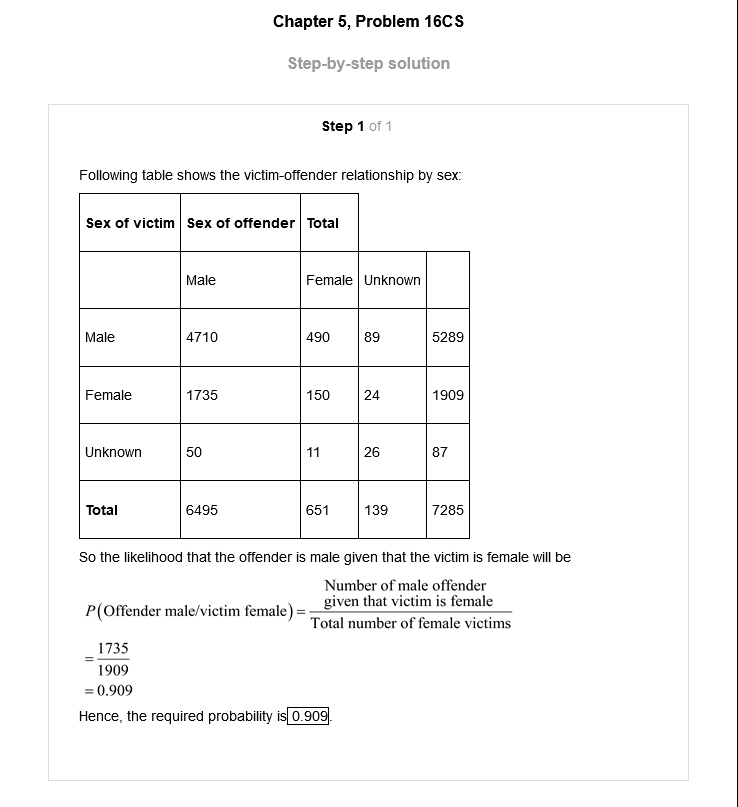 Chapter 5, Problem 16CS
Step-by-step solution
Step 1 of 1
Following table shows the victim-offender relationship by sex:
Sex of victim Sex of offender Total
Male Female Unknown
Male 4710 490 89 5289
Female 1735 150 24 1909
Unknown 50 11 26 87
Total 6495 651 139 7285
So the likelihood that the offender is male given that the victim is female will be
Number of male offender
given that victim is female
P(Offender male/victim female) =
Total number of female victims
= 1735
1909
= 0.909
Hence, the required probability is 0.909.